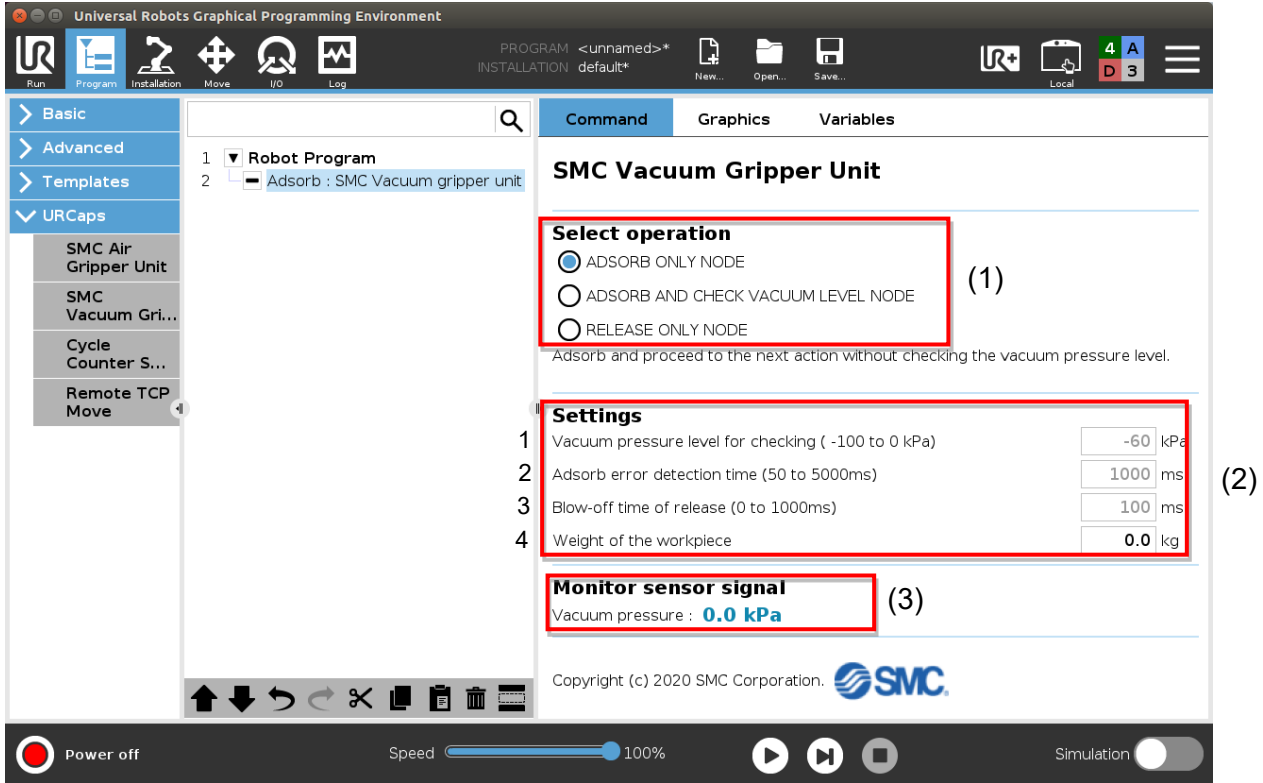 Universal Robots Graphical Programming Environment
UR
UR+
4 A
D 3
PROGRAM <unnamed>*
INSTALLATION default*
Run
Program
Installation
Move
I/O
Log
New...
Open...
Save...
Local
Basic
Advanced
Templates
URCaps
SMC Air
Gripper Unit
SMC
Vacuum Gri...
Cycle
Counter S...
Remote TCP
Move
1 Robot Program
2 Adsorb : SMC Vacuum gripper unit
Command Graphics Variables
SMC Vacuum Gripper Unit
Select operation
ADSORB ONLY NODE
ADSORB AND CHECK VACUUM LEVEL NODE
RELEASE ONLY NODE
(1)
Adsorb and proceed to the next action without checking the vacuum pressure level.
Settings
1 Vacuum pressure level for checking ( -100 to 0 kPa) -60 kPa
2 Adsorb error detection time (50 to 5000ms) 1000 ms
3 Blow-off time of release (0 to 1000ms) 100 ms
4 Weight of the workpiece 0.0 kg
(2)
Monitor sensor signal
Vacuum pressure : 0.0 kPa
(3)
Copyright (c) 2020 SMC Corporation. SMC.
Power off
Speed 100%
Simulation